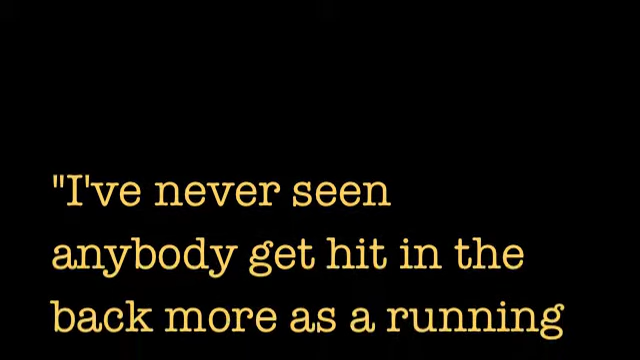 "I've never seen
anybody get hit in the
back more as a running